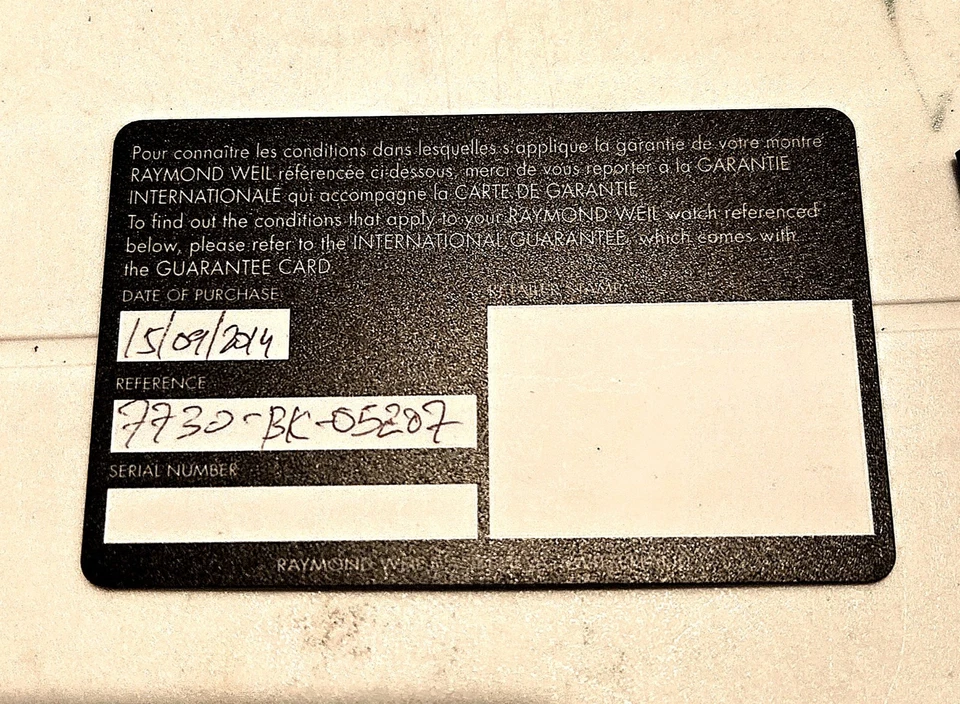 Pour connaître les conditions dans lesquelles s'applique la garantie de votre montre
RAYMOND WEIL référencée ci-dessous, merci de vous reporter à la GARANTIE
INTERNATIONALE qui accompagne la CARTE DE GARANTIE
To find out the conditions that apply to your RAYMOND WEIL watch referenced
below, please refer to the INTERNATIONAL GUARANTEE, which comes with
the GUARANTEE CARD
DATE OF PURCHASE
15/09/2014
REFERENCE
7730-BK-05207
SERIAL NUMBER
RETAILER STAMP
RAYMOND WEIL